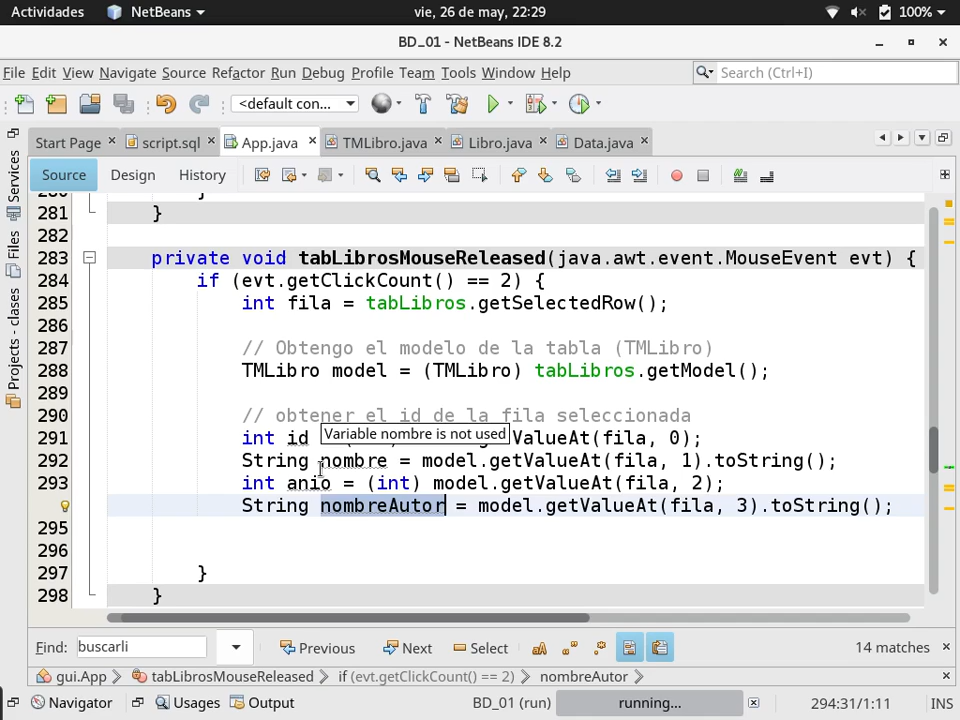 Actividades NetBeans vie, 26 de may, 22:29 100%
BD_01 - NetBeans IDE 8.2
File Edit View Navigate Source Refactor Run Debug Profile Team Tools Window Help Search (Ctrl+I)
<default con...
Start Page script.sql App.java TMLibro.java Libro.java Data.java
Source Design History
Services
Files
Projects - clases
281 }
282
283 private void tabLibrosMouseReleased(java.awt.event.MouseEvent evt) {
284 if (evt.getClickCount() == 2) {
285 int fila = tabLibros.getSelectedRow();
286
287 // Obtengo el modelo de la tabla (TMLibro)
288 TMLibro model = (TMLibro) tabLibros.getModel();
289
290 // obtener el id de la fila seleccionada
Variable nombre is not used
291 int id ValueAt(fila, 0);
292 String nombre = model.getValueAt(fila, 1).toString();
293 int anio = (int) model.getValueAt(fila, 2);
String nombreAutor = model.getValueAt(fila, 3).toString();
295
296
297 }
298 }
Find: buscarli Previous Next Select aA 14 matches
gui.App tabLibrosMouseReleased if (evt.getClickCount() == 2) nombreAutor
Navigator Usages Output BD_01 (run) running... 294:31/1:11 INS